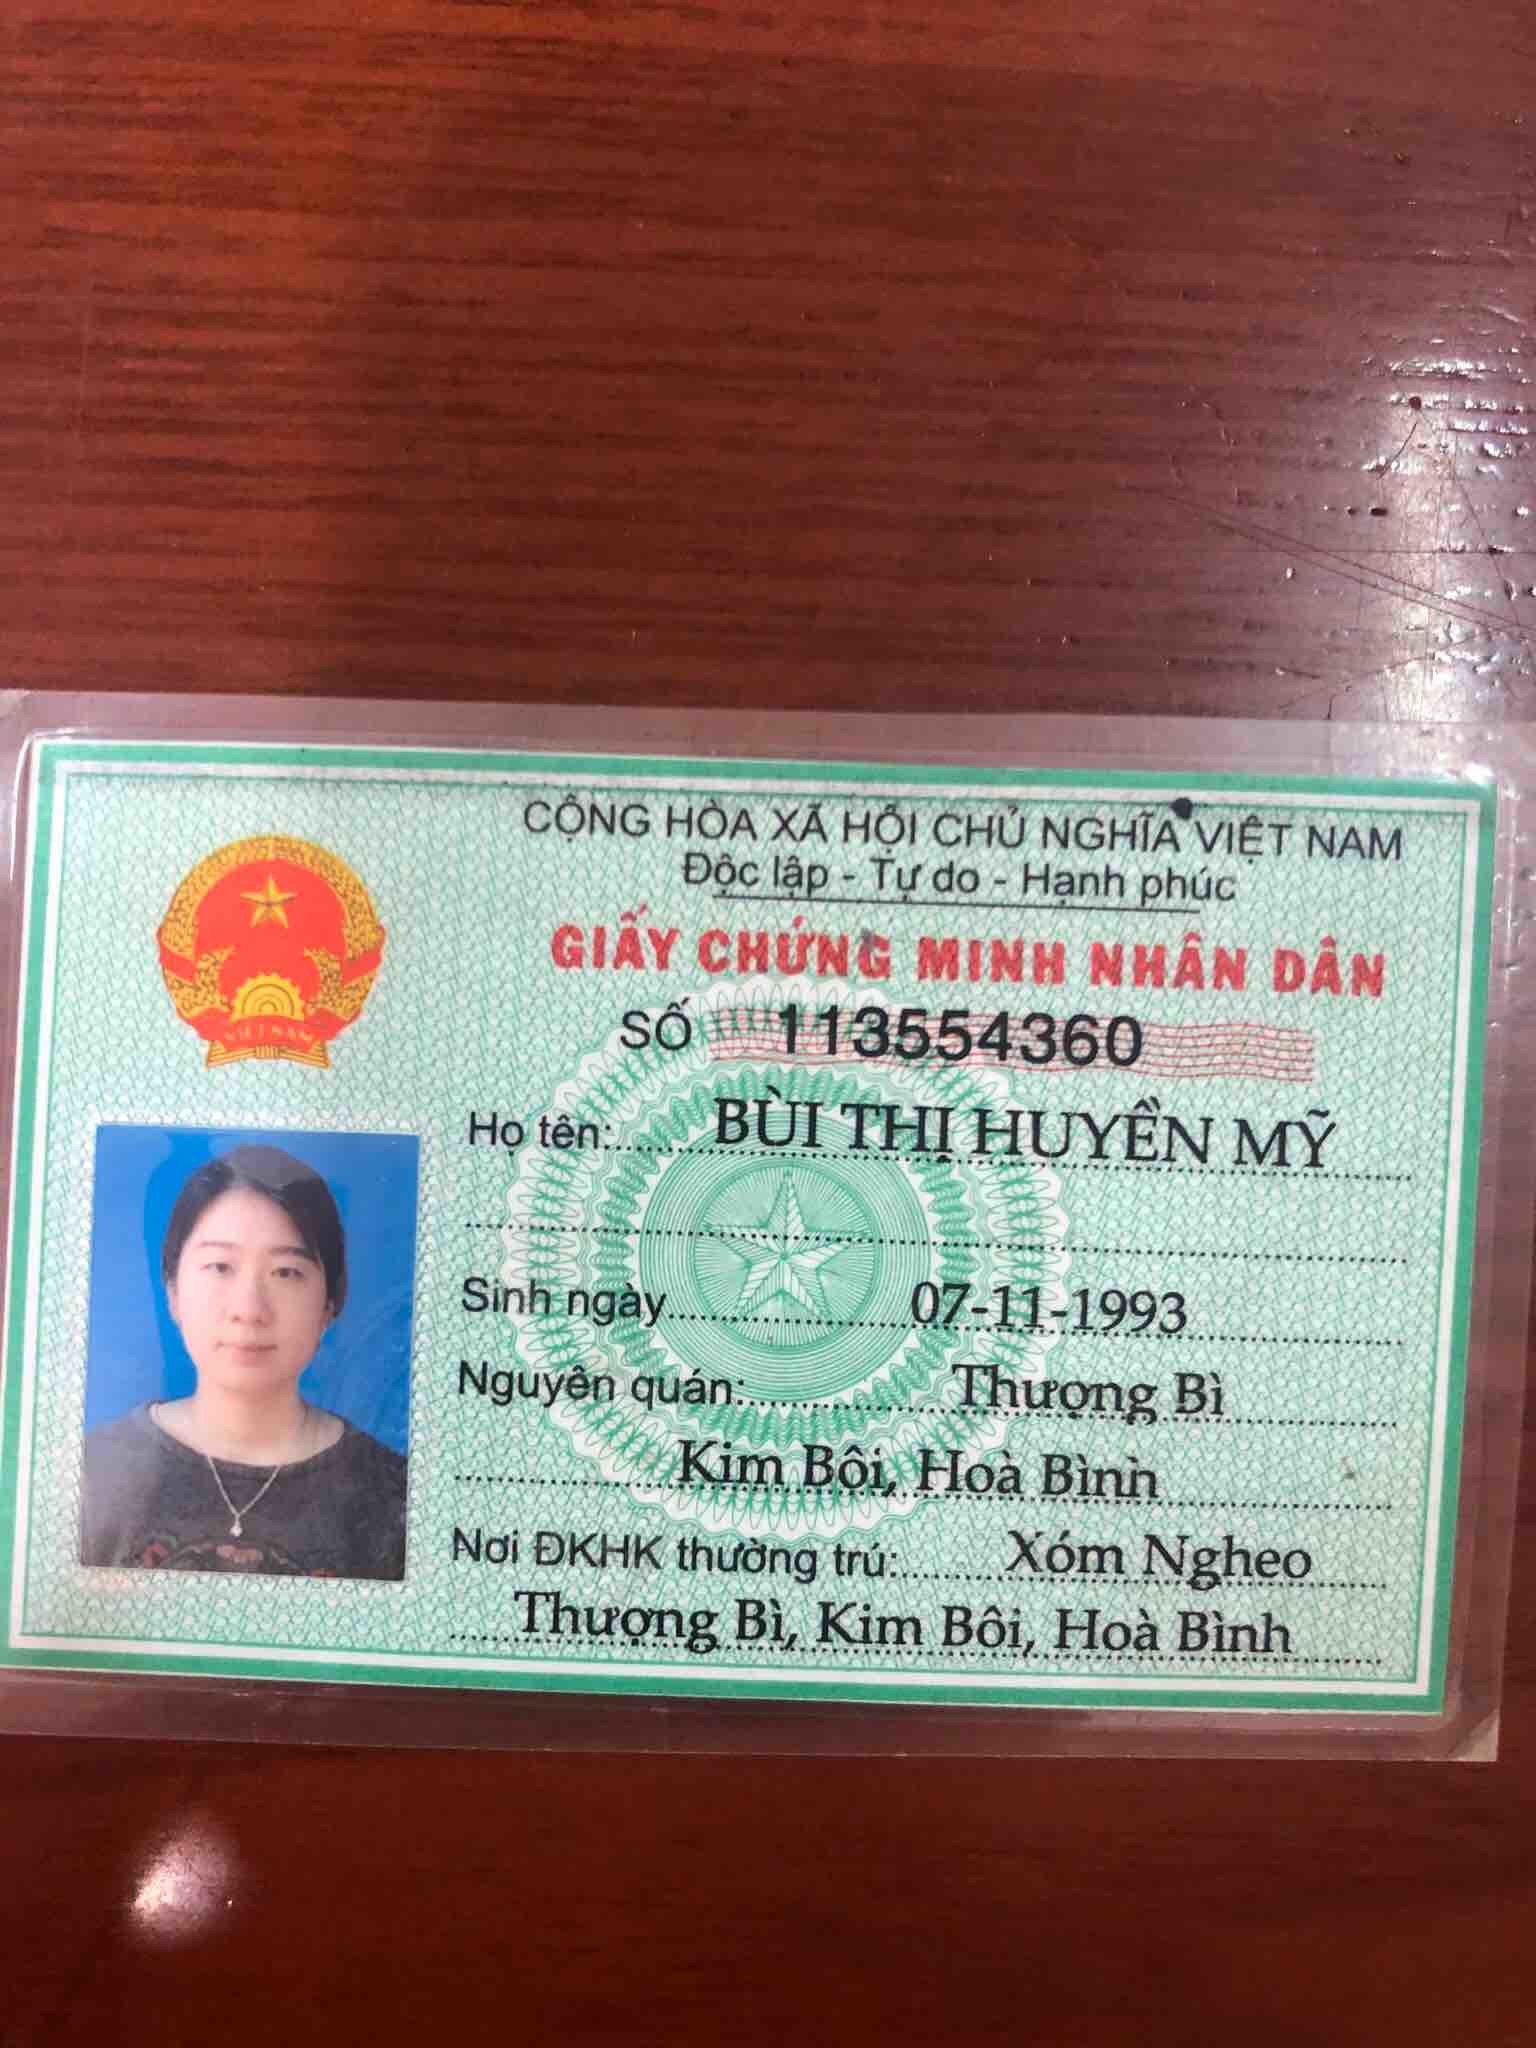 CỘNG HÒA XÃ HỘI CHỦ NGHĨA VIỆT NAM
Độc lập - Tự do - Hạnh phúc
GIẤY CHỨNG MINH NHÂN DÂN
SỐ 113554360
VIỆT NAM
Họ tên: BÙI THỊ HUYỀN MỸ
Sinh ngày 07-11-1993
Nguyên quán: Thượng Bì
Kim Bôi, Hoà Bình
Nơi ĐKHK thường trú: Xóm Ngheo
Thượng Bì, Kim Bôi, Hoà Bình